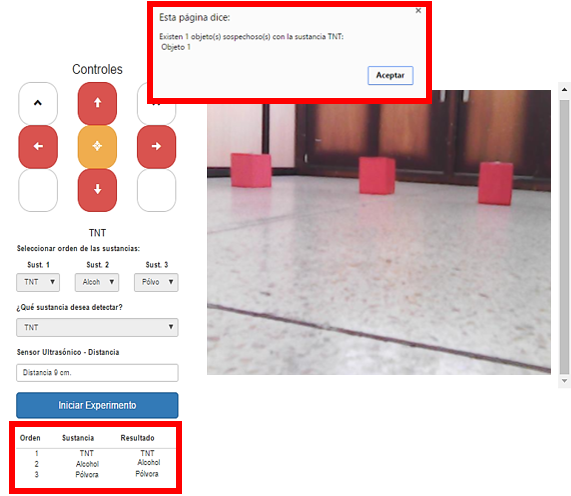 Esta página dice:
Existen 1 objeto(s) sospechoso(s) con la sustancia TNT:
Objeto 1
Aceptar
Controles
TNT
Seleccionar orden de las sustancias:
Sust. 1 Sust. 2 Sust. 3
TNT Alcoh Pólvo
¿Qué sustancia desea detectar?
TNT
Sensor Ultrasónico - Distancia
Distancia 9 cm.
Iniciar Experimento
Orden Sustancia Resultado
1 TNT TNT
2 Alcohol Alcohol
3 Pólvora Pólvora